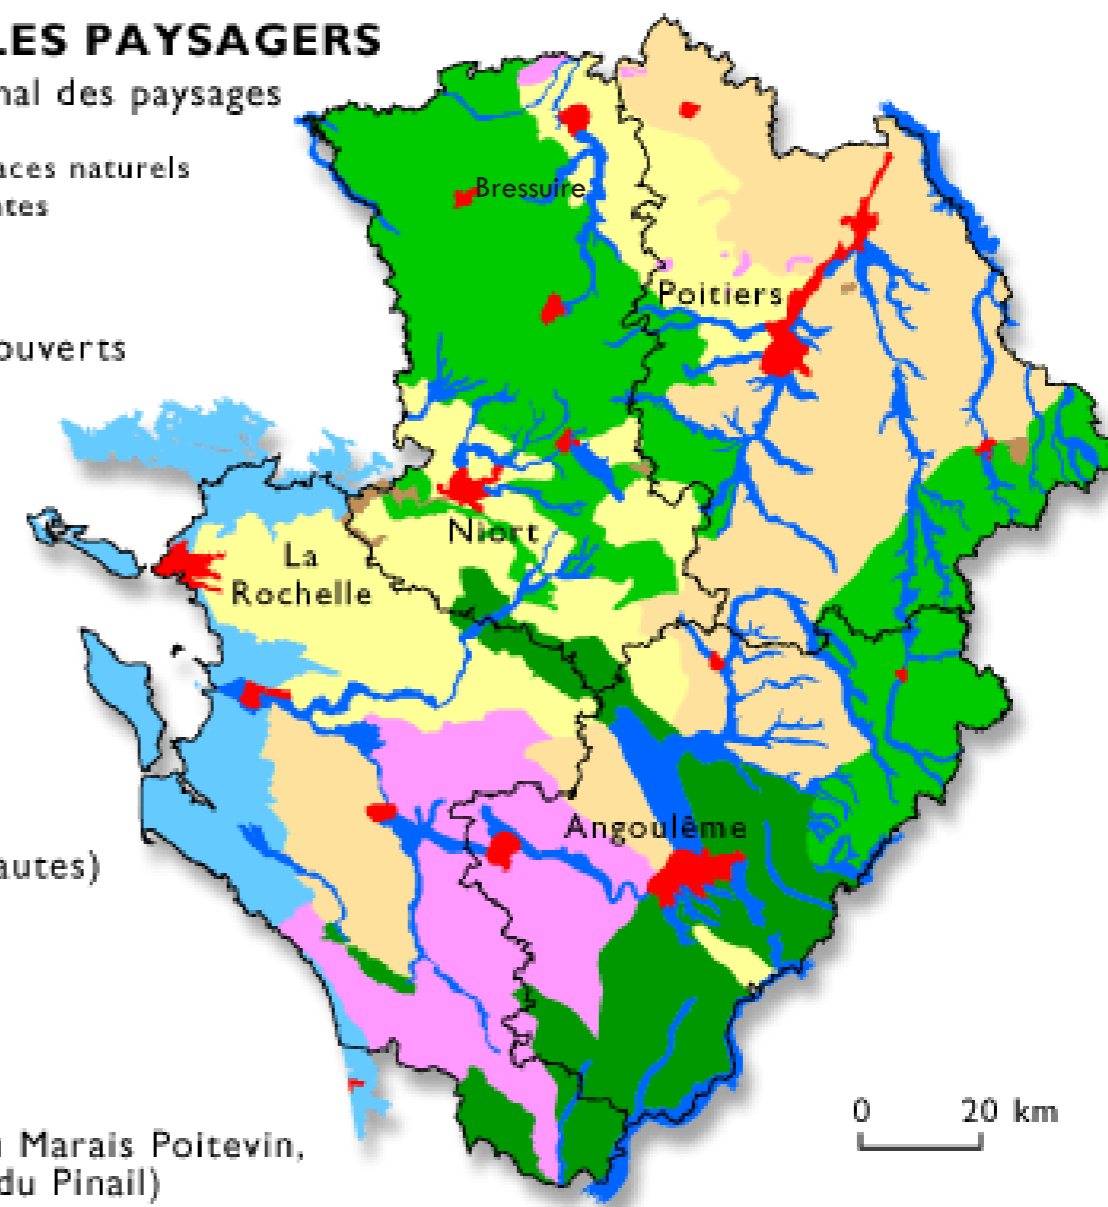 LES PAYSAGERS
nal des paysages
aces naturels
ntes
Bressuire
Poitiers
ouverts
Niort
La
Rochelle
Angoulême
autes)
0 20 km
Marais Poitevin,
du Pinail)